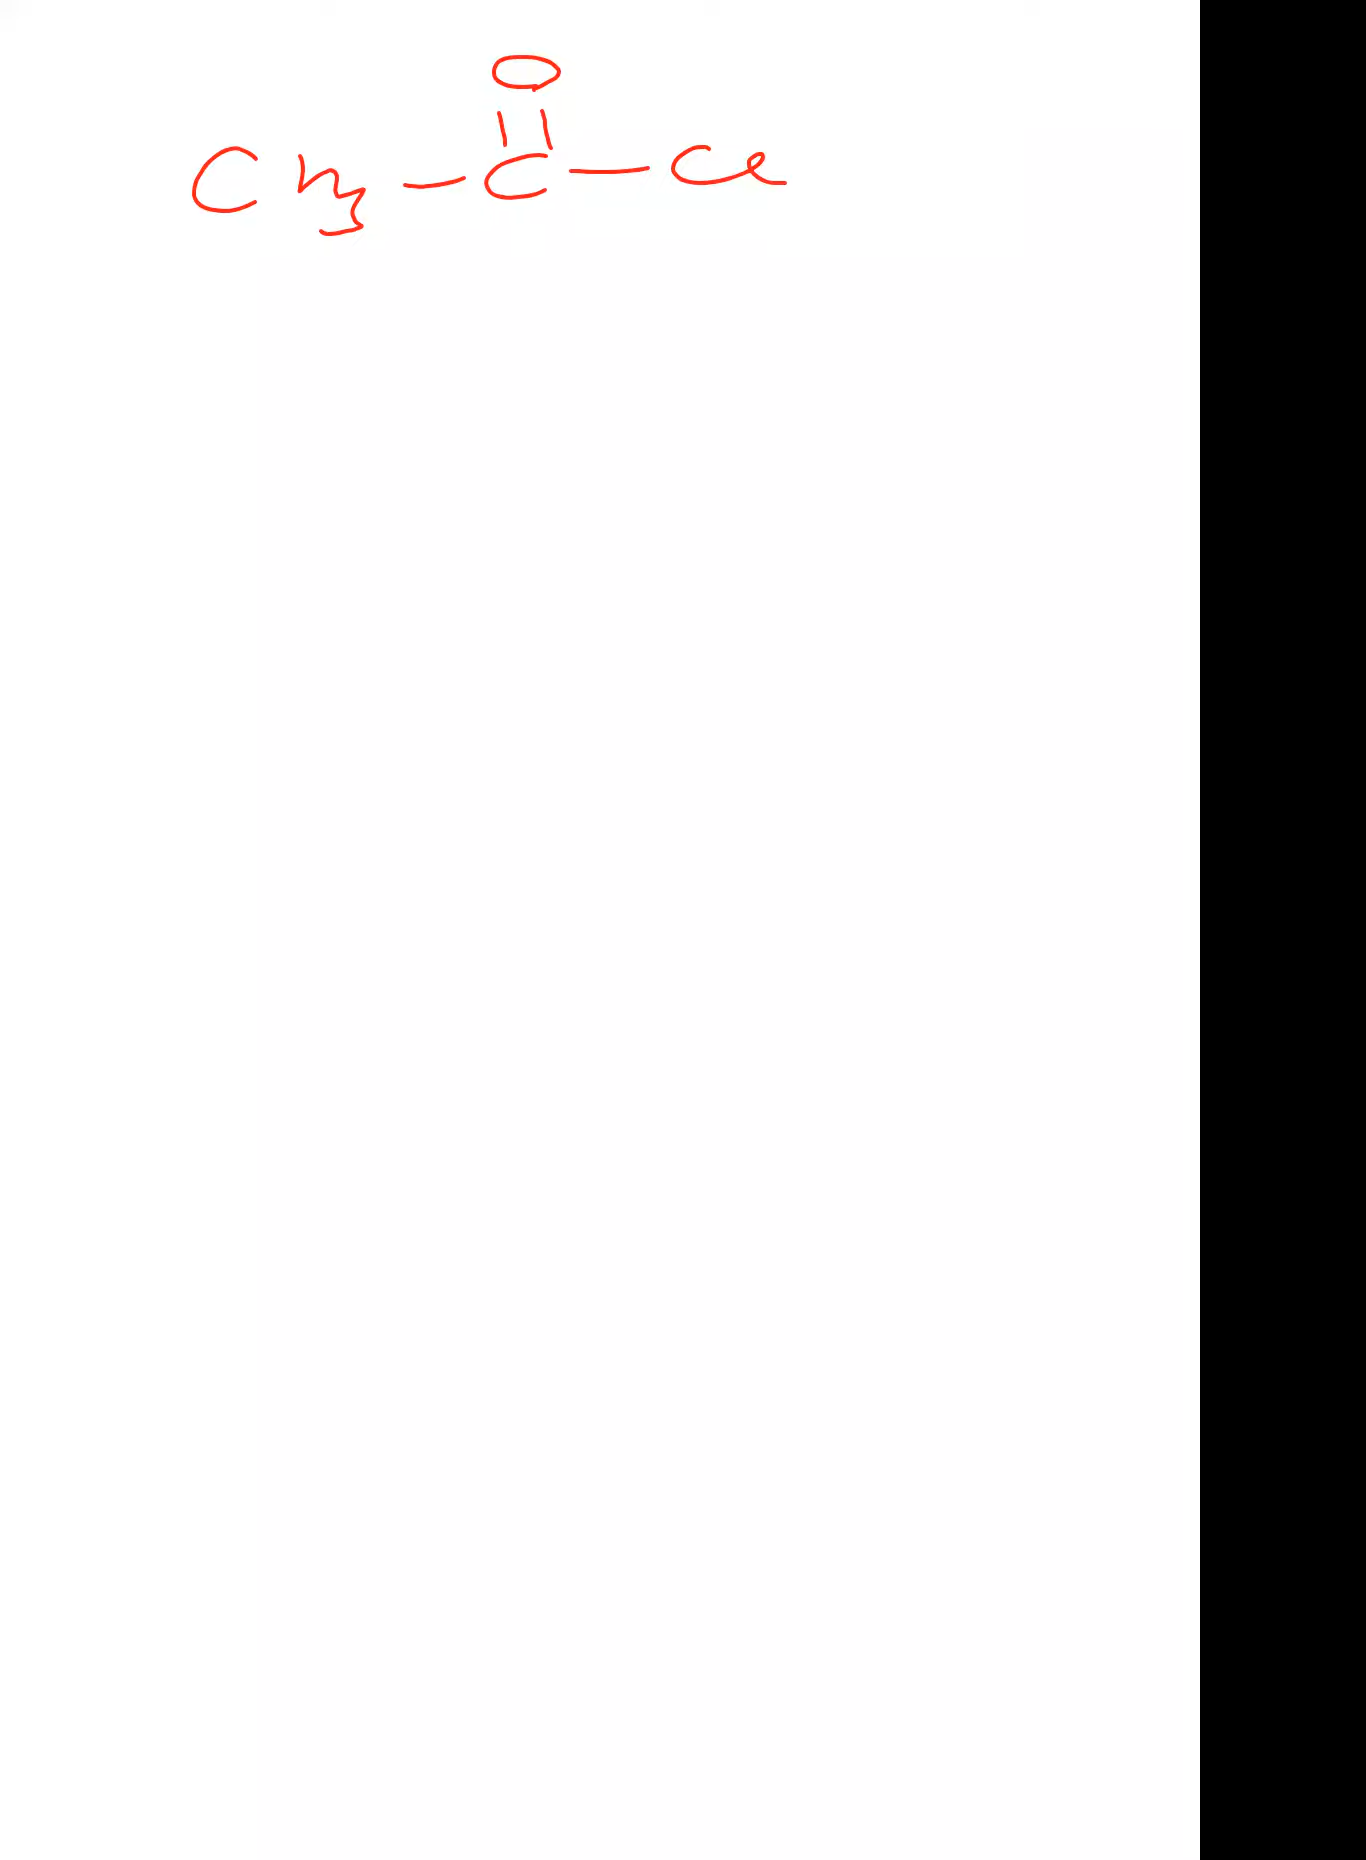 O
||
CH₃ — C — Cl